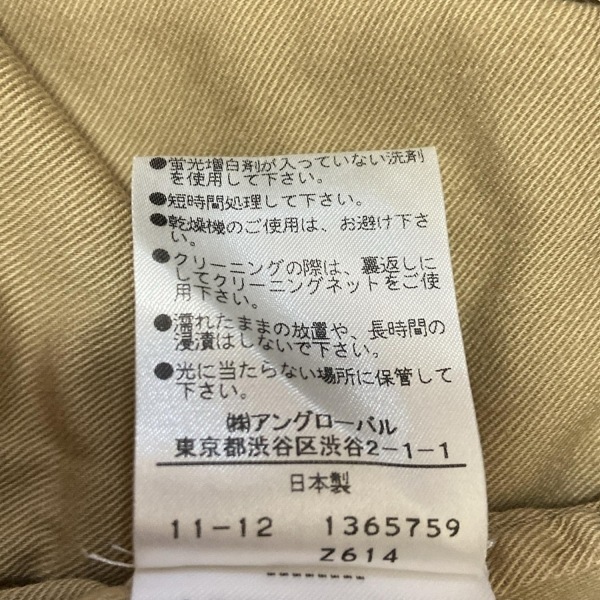 ●蛍光増白剤が入っていない洗剤
を使用して下さい。
●短時間処理して下さい。
●乾燥機のご使用は、お避け下さ
い。
●クリーニングの際は、裏返しに
してクリーニングネットをご使
用下さい。
●濡れたままの放置や、長時間の
浸漬はしないで下さい。
●光に当たらない場所に保管して
下さい。
㈱アングローバル
東京都渋谷区渋谷2-1-1
日本製
11-12 1365759
Z614
--------